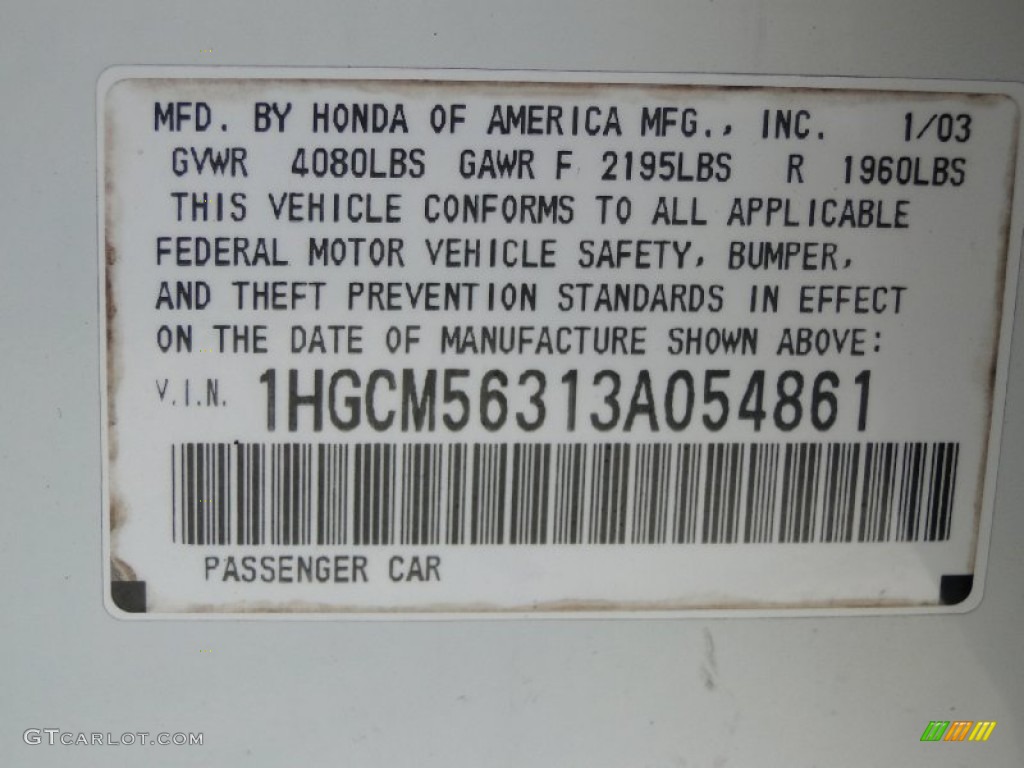 MFD. BY HONDA OF AMERICA MFG., INC. 1/03
GVWR 4080LBS GAWR F 2195LBS R 1960LBS
THIS VEHICLE CONFORMS TO ALL APPLICABLE
FEDERAL MOTOR VEHICLE SAFETY, BUMPER,
AND THEFT PREVENTION STANDARDS IN EFFECT
ON THE DATE OF MANUFACTURE SHOWN ABOVE:
V.I.N. 1HGCM56313A054861
PASSENGER CAR
GTCARLOT.COM